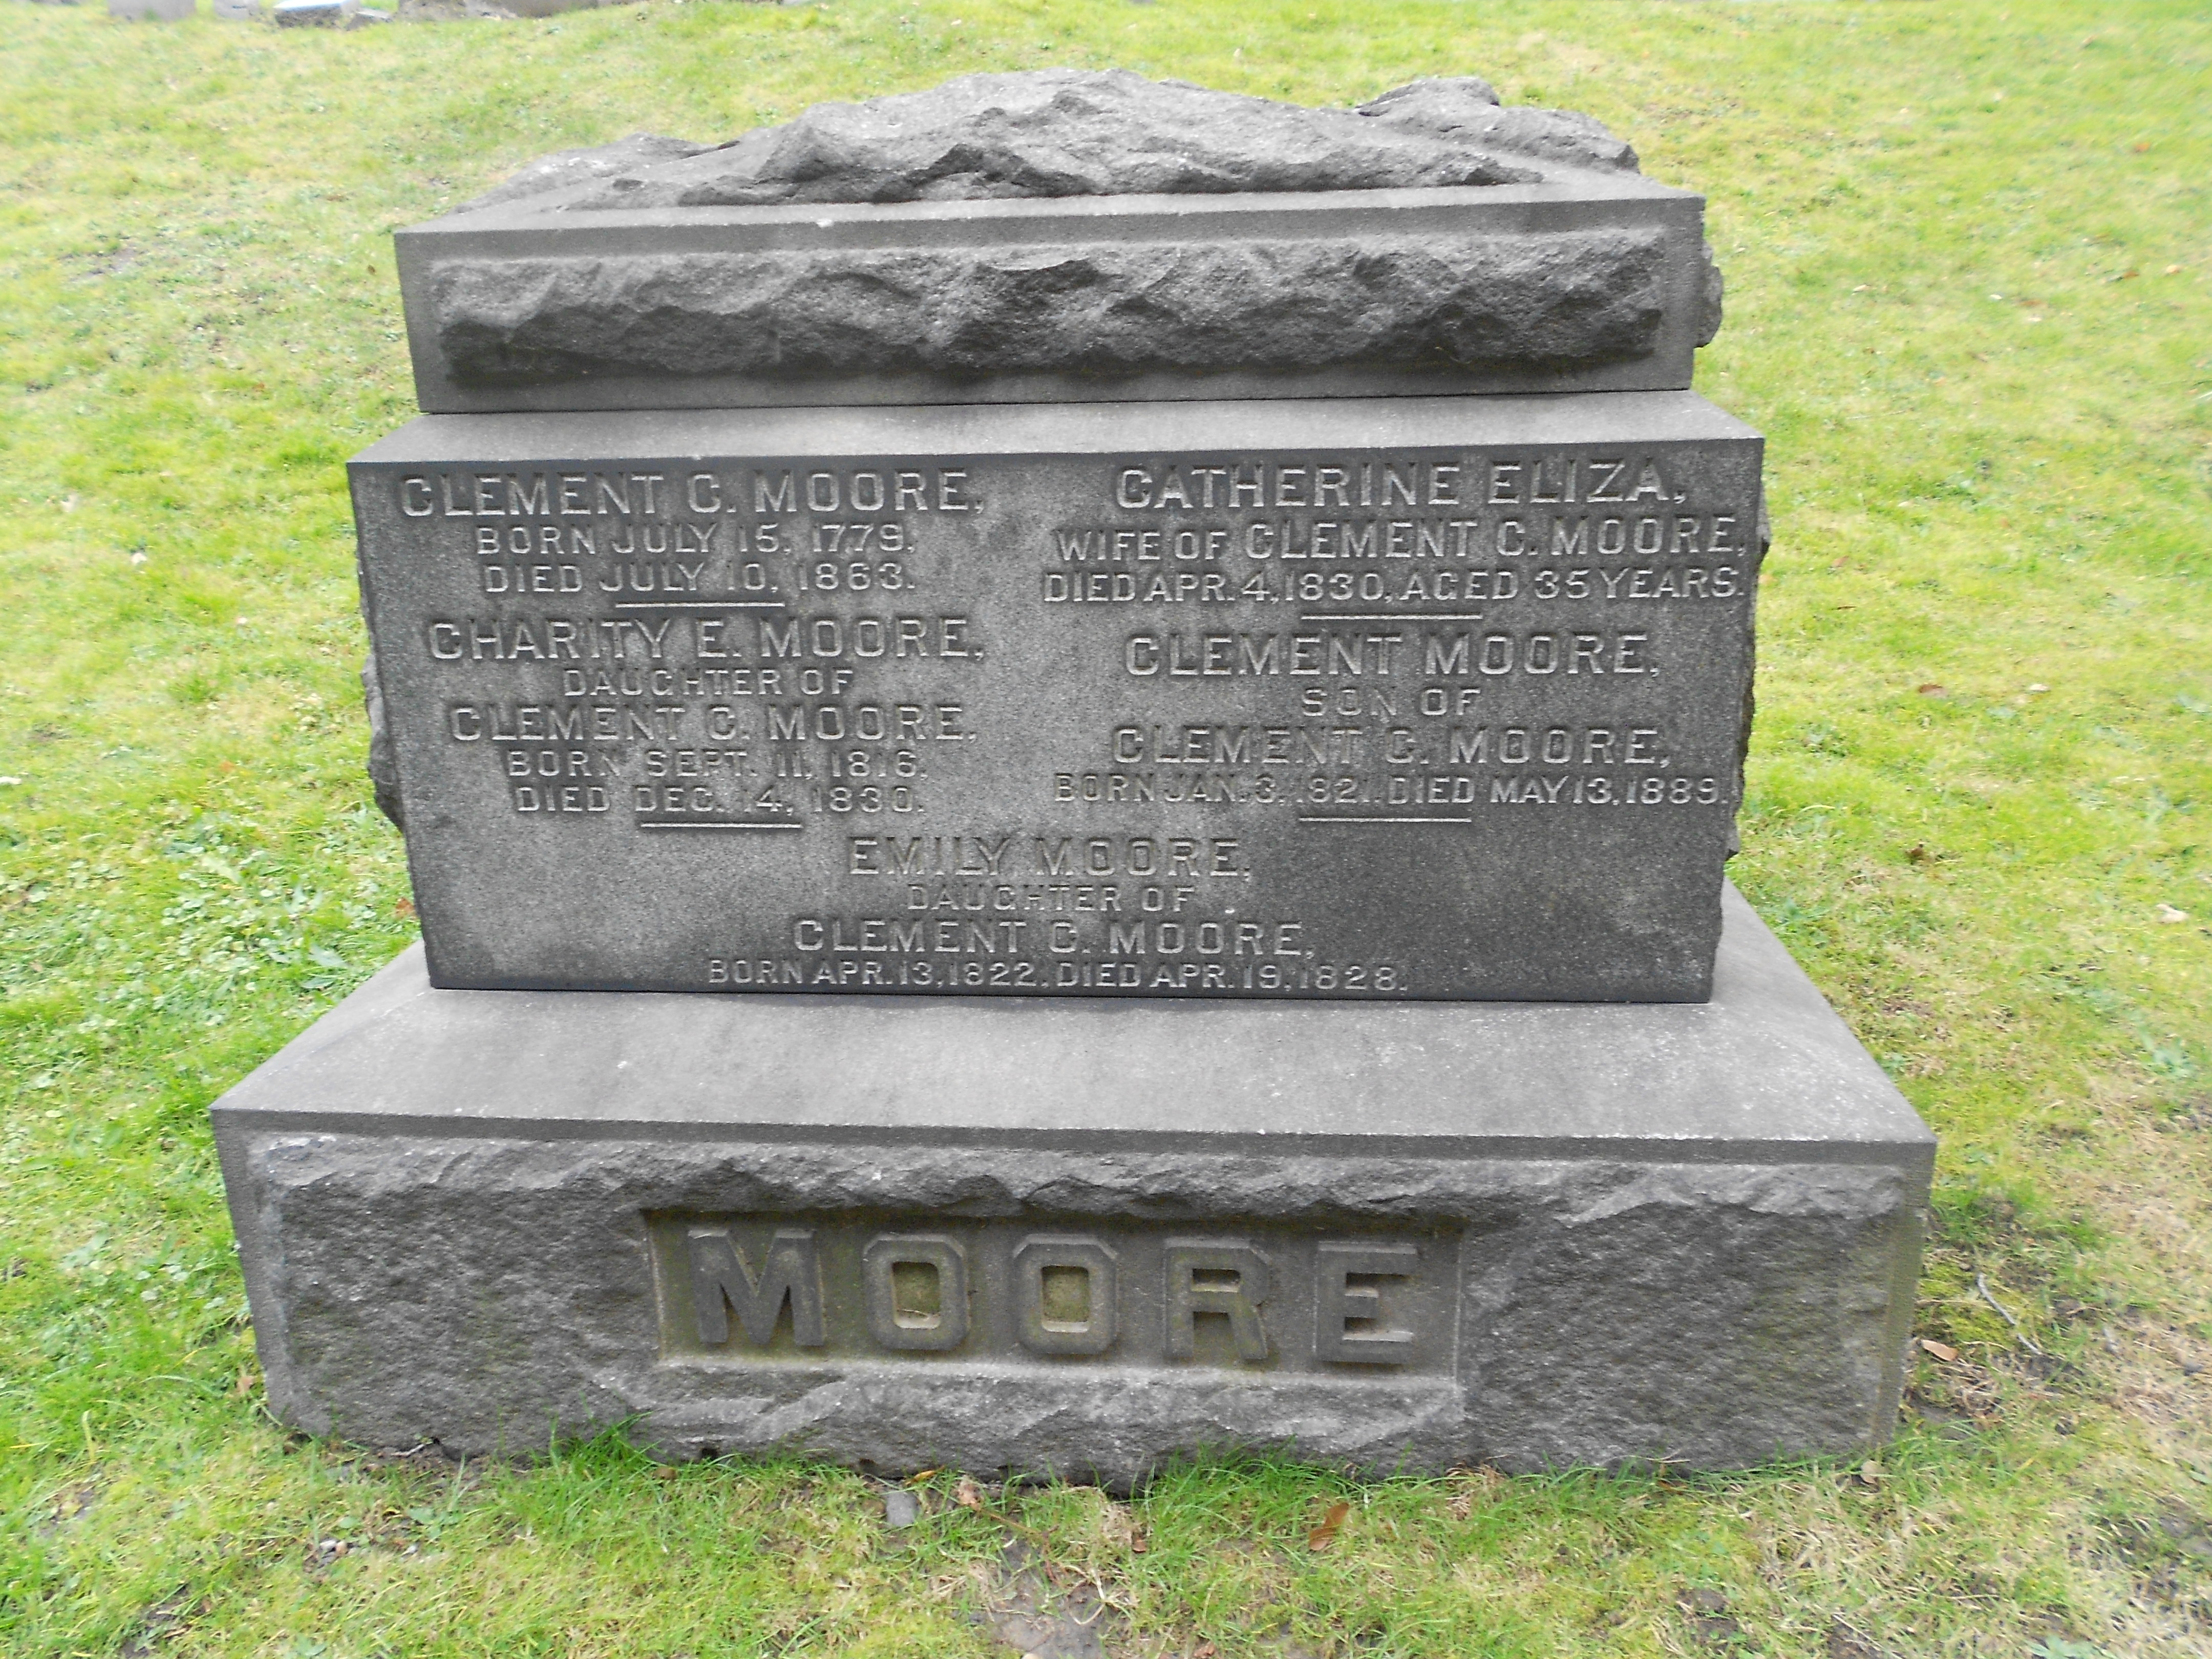 CLEMENT C. MOORE,
BORN JULY 15, 1779.
DIED JULY 10, 1863.
CHARITY E. MOORE,
DAUGHTER OF
CLEMENT C. MOORE,
BORN SEPT. 11, 1816,
DIED DEC. 14, 1830.
CATHERINE ELIZA,
WIFE OF CLEMENT C. MOORE,
DIED APR. 4, 1830, AGED 35 YEARS.
CLEMENT MOORE,
SON OF
CLEMENT C. MOORE,
BORN JAN. 3, 1821. DIED MAY 13, 1889.
EMILY MOORE,
DAUGHTER OF
CLEMENT C. MOORE,
BORN APR. 13, 1822. DIED APR. 19, 1828.
MOORE